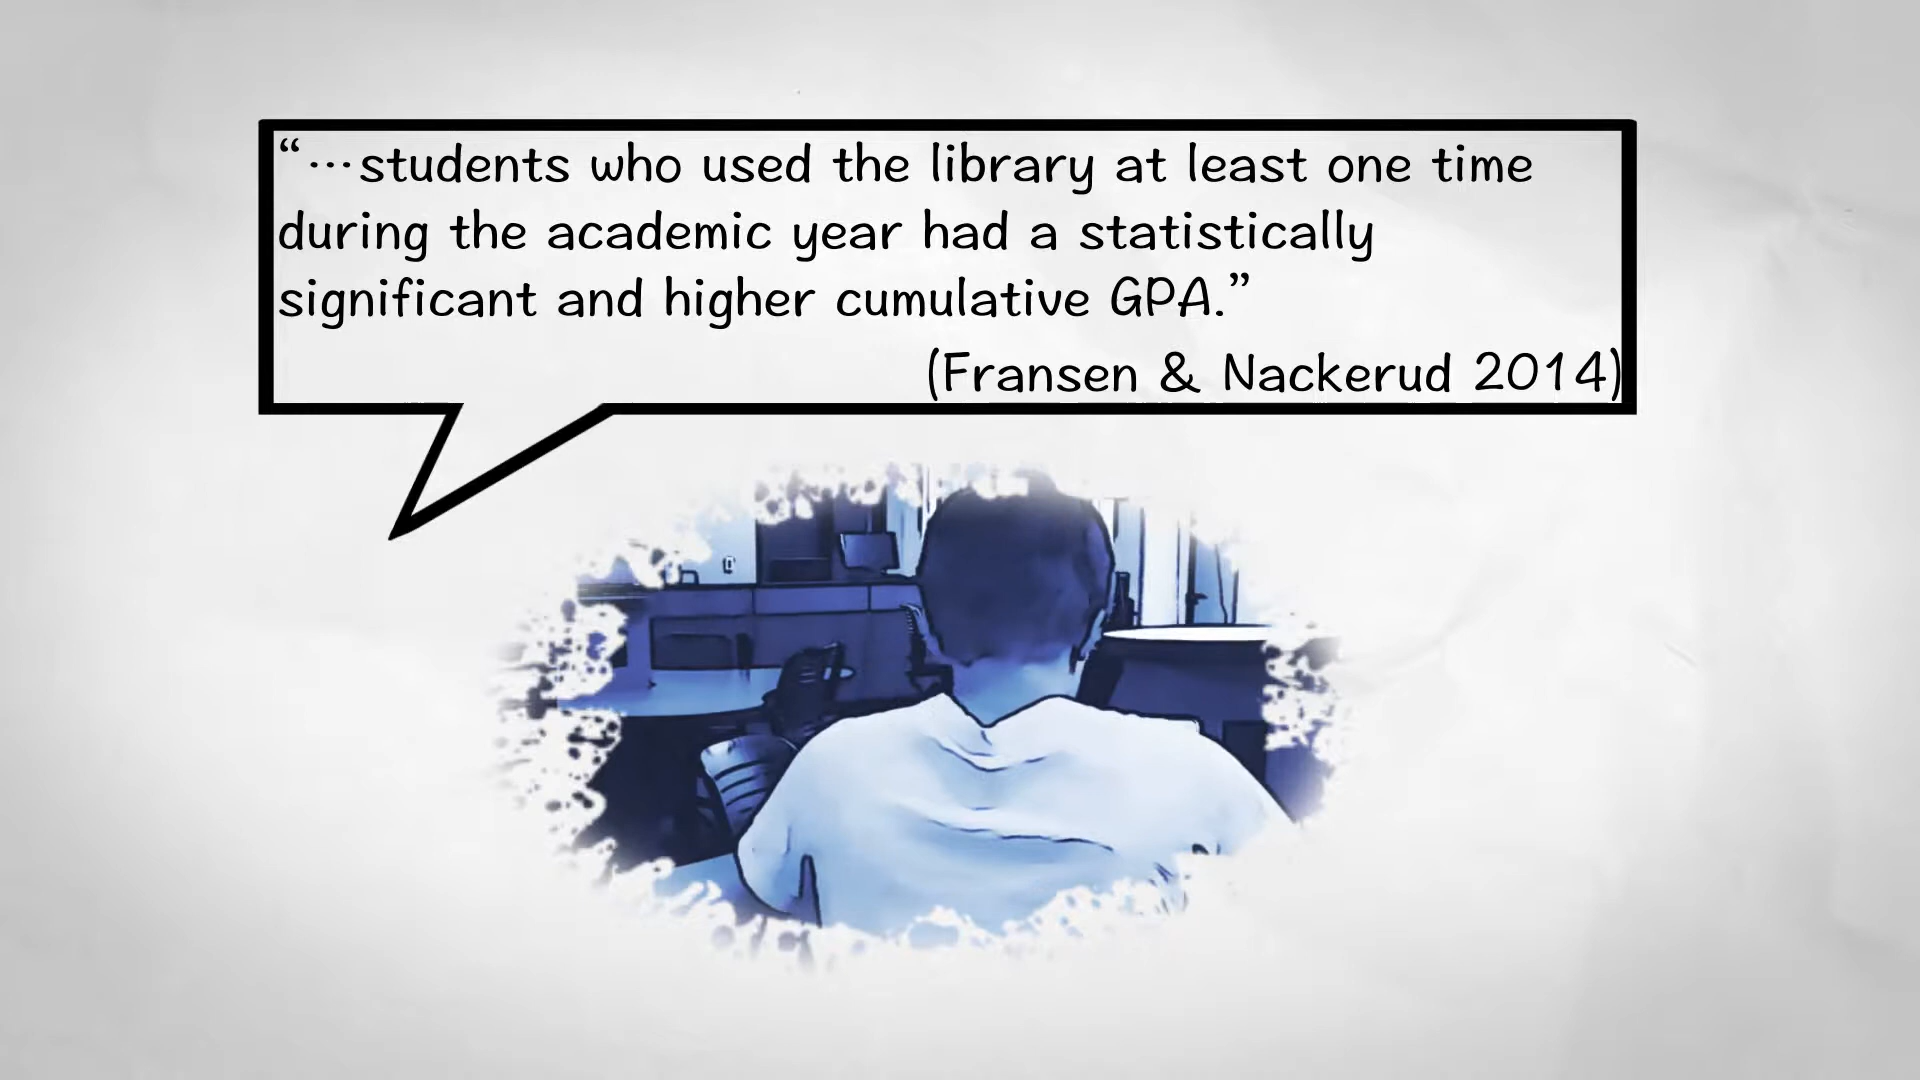 “…students who used the library at least one time
during the academic year had a statistically
significant and higher cumulative GPA.”
(Fransen & Nackerud 2014)